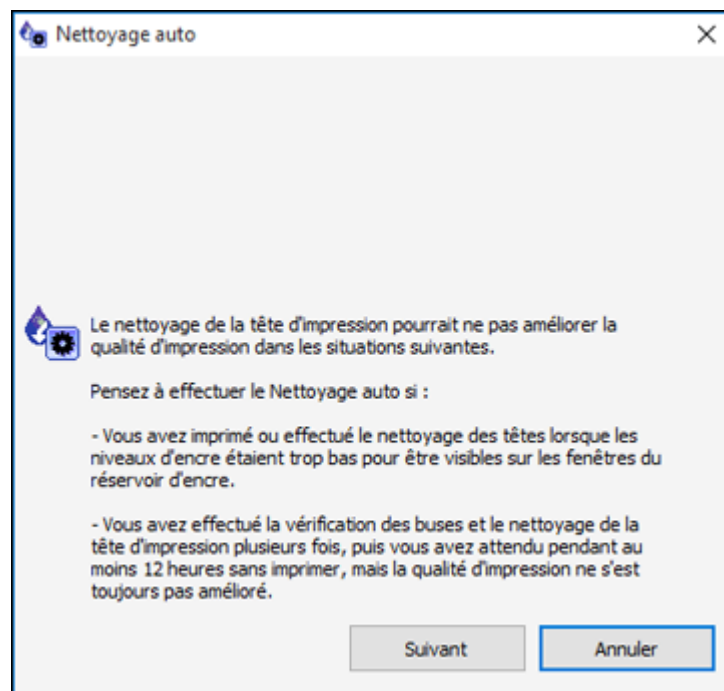 Nettoyage auto
Le nettoyage de la tête d'impression pourrait ne pas améliorer la
qualité d'impression dans les situations suivantes.
Pensez à effectuer le Nettoyage auto si :
- Vous avez imprimé ou effectué le nettoyage des têtes lorsque les
niveaux d'encre étaient trop bas pour être visibles sur les fenêtres du
réservoir d'encre.
- Vous avez effectué la vérification des buses et le nettoyage de la
tête d'impression plusieurs fois, puis vous avez attendu pendant au
moins 12 heures sans imprimer, mais la qualité d'impression ne s'est
toujours pas amélioré.
Suivant
Annuler